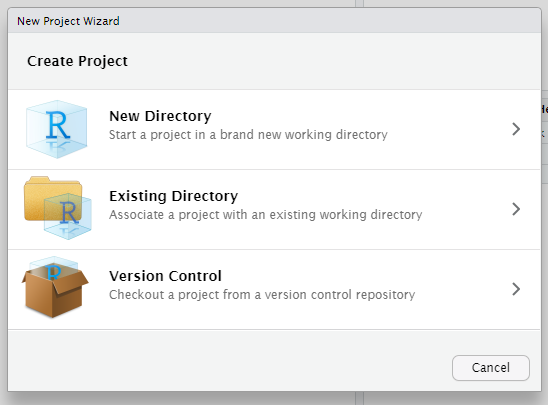 New Project Wizard
Create Project
New Directory
Start a project in a brand new working directory
R
Existing Directory
Associate a project with an existing working directory
R
Version Control
Checkout a project from a version control repository
R
Cancel